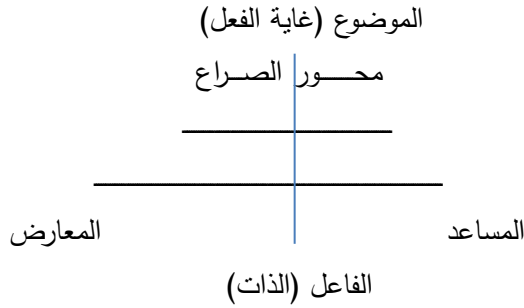 الموضوع (غاية الفعل)
محـــور الصــراع
المساعد
المعارض
الفاعل (الذات)